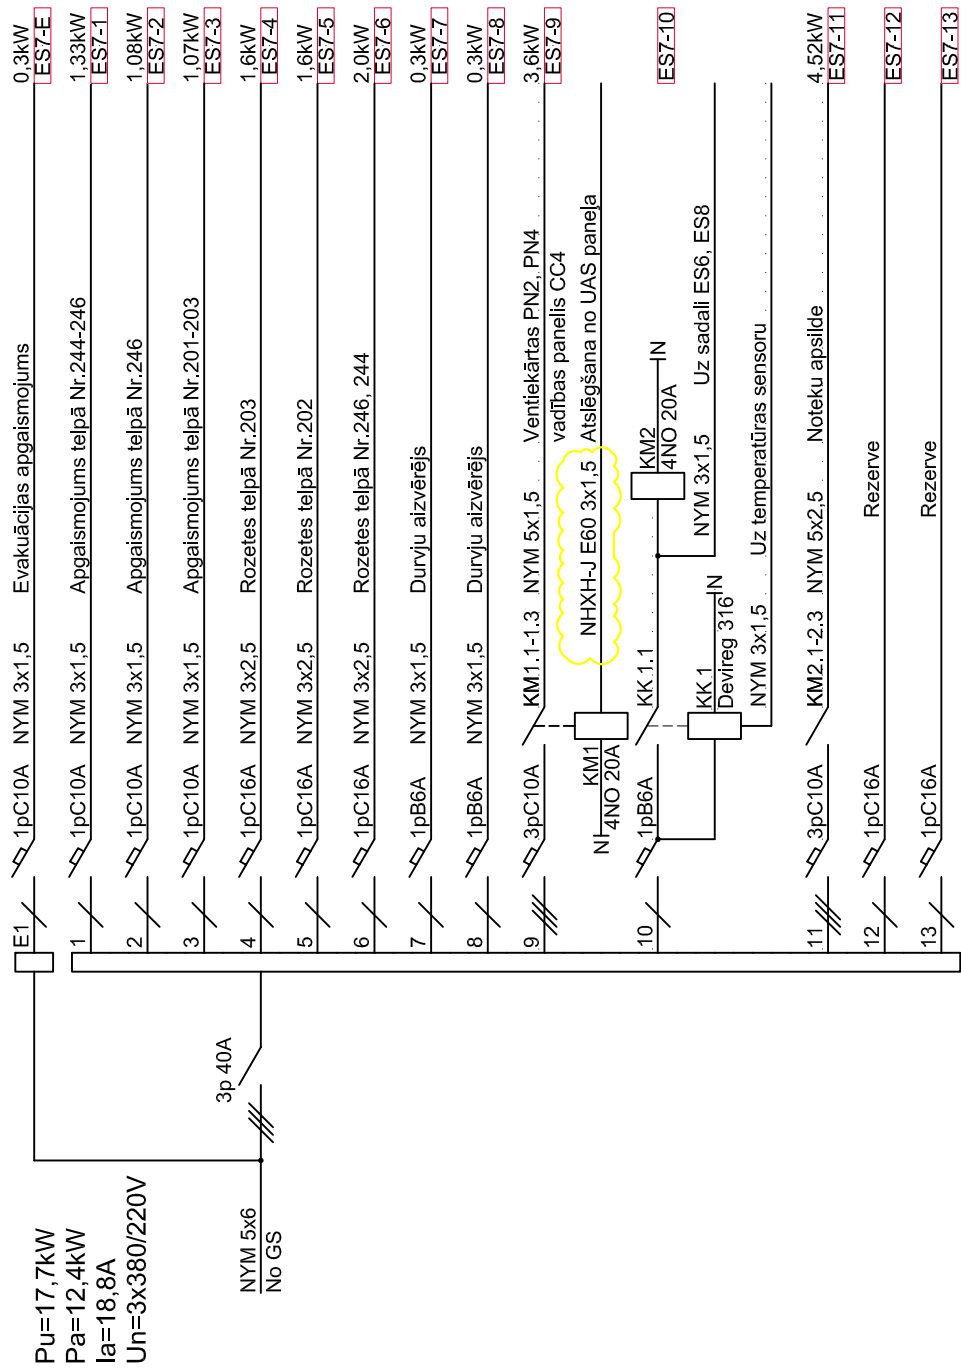 Pu=17,7kW
Pa=12,4kW
Ia=18,8A
Un=3x380/220V
NYM 5x6
No GS
3p 40A
E1 1pC10A NYM 3x1,5 Evakuācijas apgaismojums 0,3kW ES7-E
1 1pC10A NYM 3x1,5 Apgaismojums telpā Nr.244-246 1,33kW ES7-1
2 1pC10A NYM 3x1,5 Apgaismojums telpā Nr.246 1,08kW ES7-2
3 1pC10A NYM 3x1,5 Apgaismojums telpā Nr.201-203 1,07kW ES7-3
4 1pC16A NYM 3x2,5 Rozetes telpā Nr.203 1,6kW ES7-4
5 1pC16A NYM 3x2,5 Rozetes telpā Nr.202 1,6kW ES7-5
6 1pC16A NYM 3x2,5 Rozetes telpā Nr.246, 244 2,0kW ES7-6
7 1pB6A NYM 3x1,5 Durvju aizvērējs 0,3kW ES7-7
8 1pB6A NYM 3x1,5 Durvju aizvērējs 0,3kW ES7-8
9 3pC10A KM1.1-1.3 NYM 5x1,5 Ventiekārtas PN2, PN4 3,6kW ES7-9
vadības panelis CC4
N KM1 NHXH-J E60 3x1,5 Atslēgšana no UAS paneļa
4NO 20A
10 1pB6A KK 1.1 KM2 N ES7-10
4NO 20A
KK 1 N NYM 3x1,5 Uz sadali ES6, ES8
Devireg 316
NYM 3x1,5 Uz temperatūras sensoru
11 3pC10A KM2.1-2.3 NYM 5x2,5 Noteku apsilde 4,52kW ES7-11
12 1pC16A Rezerve ES7-12
13 1pC16A Rezerve ES7-13